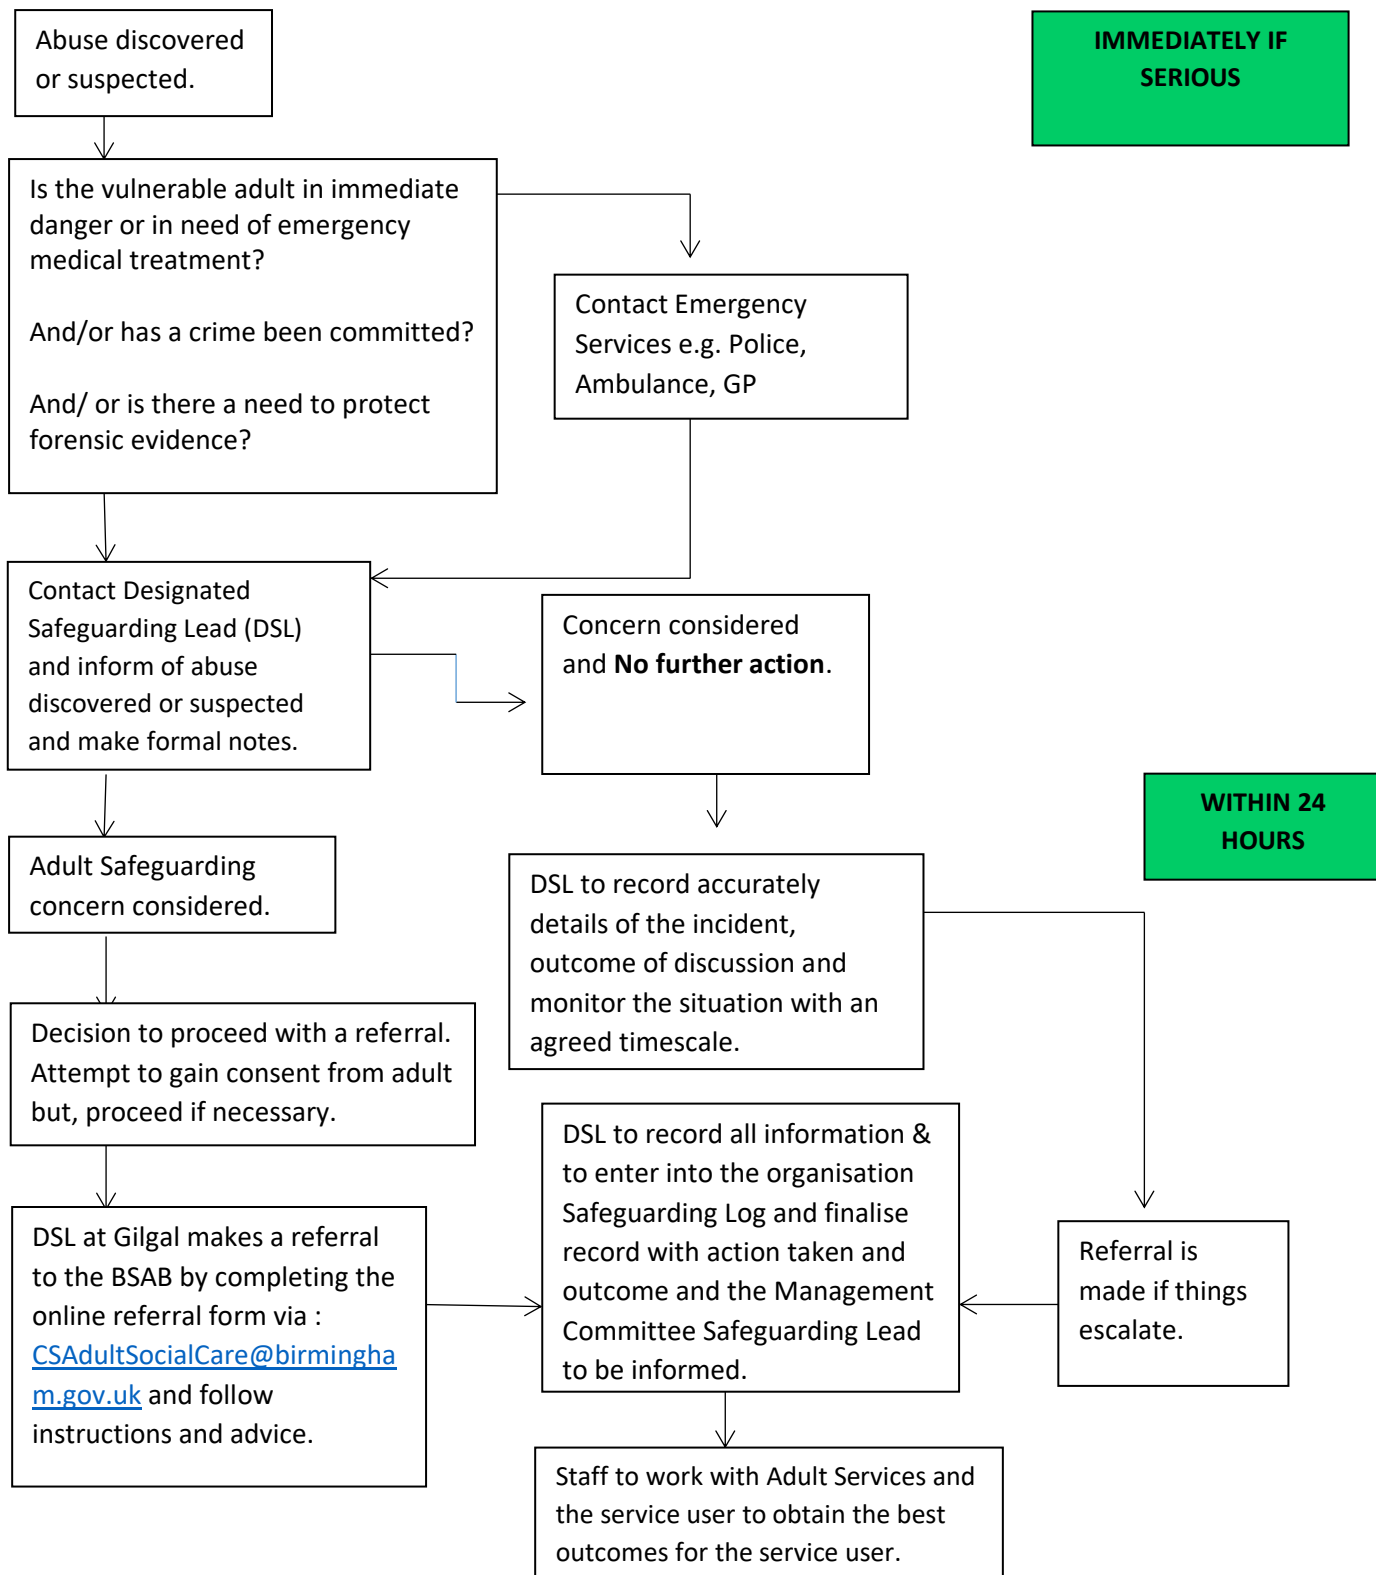 Abuse discovered
or suspected.
IMMEDIATELY IF
SERIOUS
Is the vulnerable adult in immediate
danger or in need of emergency
medical treatment?
And/or has a crime been committed?
And/ or is there a need to protect
forensic evidence?
Contact Emergency
Services e.g. Police,
Ambulance, GP
Contact Designated
Safeguarding Lead (DSL)
and inform of abuse
discovered or suspected
and make formal notes.
Concern considered
and No further action.
WITHIN 24
HOURS
Adult Safeguarding
concern considered.
DSL to record accurately
details of the incident,
outcome of discussion and
monitor the situation with an
agreed timescale.
Decision to proceed with a referral.
Attempt to gain consent from adult
but, proceed if necessary.
DSL at Gilgal makes a referral
to the BSAB by completing the
online referral form via :
CSAdultSocialCare@birmingha
m.gov.uk and follow
instructions and advice.
DSL to record all information &
to enter into the organisation
Safeguarding Log and finalise
record with action taken and
outcome and the Management
Committee Safeguarding Lead
to be informed.
Referral is
made if things
escalate.
Staff to work with Adult Services and
the service user to obtain the best
outcomes for the service user.